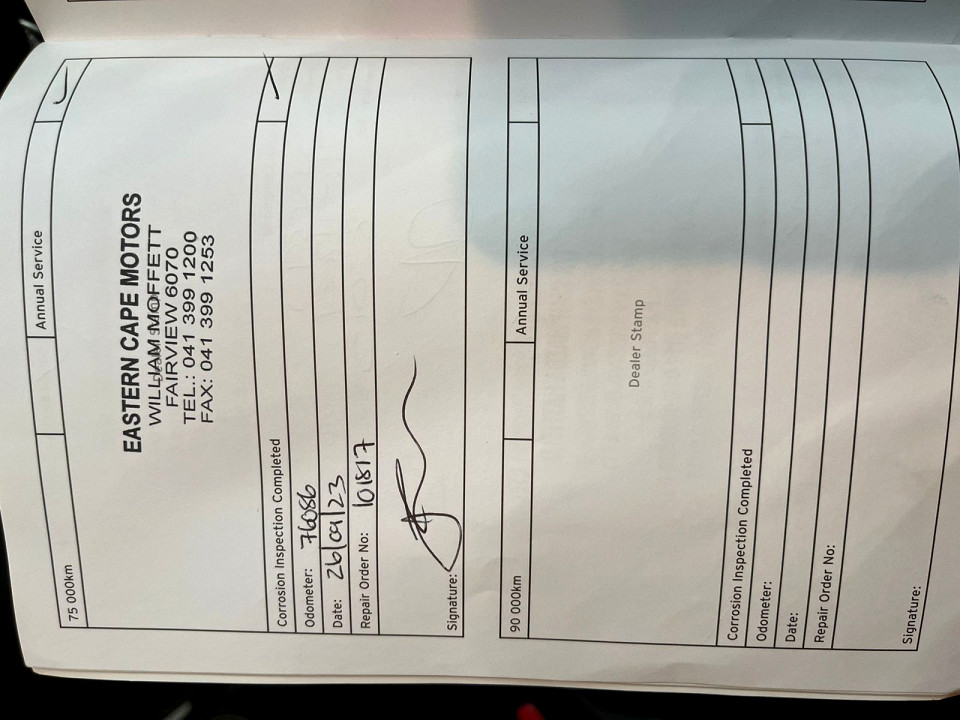 75 000km
Annual Service
EASTERN CAPE MOTORS
WILLIAM MOFFETT
FAIRVIEW 6070
TEL.: 041 399 1200
FAX: 041 399 1253
Corrosion Inspection Completed
Odometer: 76086
Date: 26/09/23
Repair Order No: 101817
Signature:
90 000km
Annual Service
Dealer Stamp
Corrosion Inspection Completed
Odometer:
Date:
Repair Order No:
Signature: